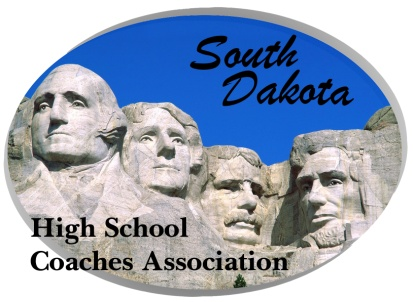 South
Dakota
High School
Coaches Association